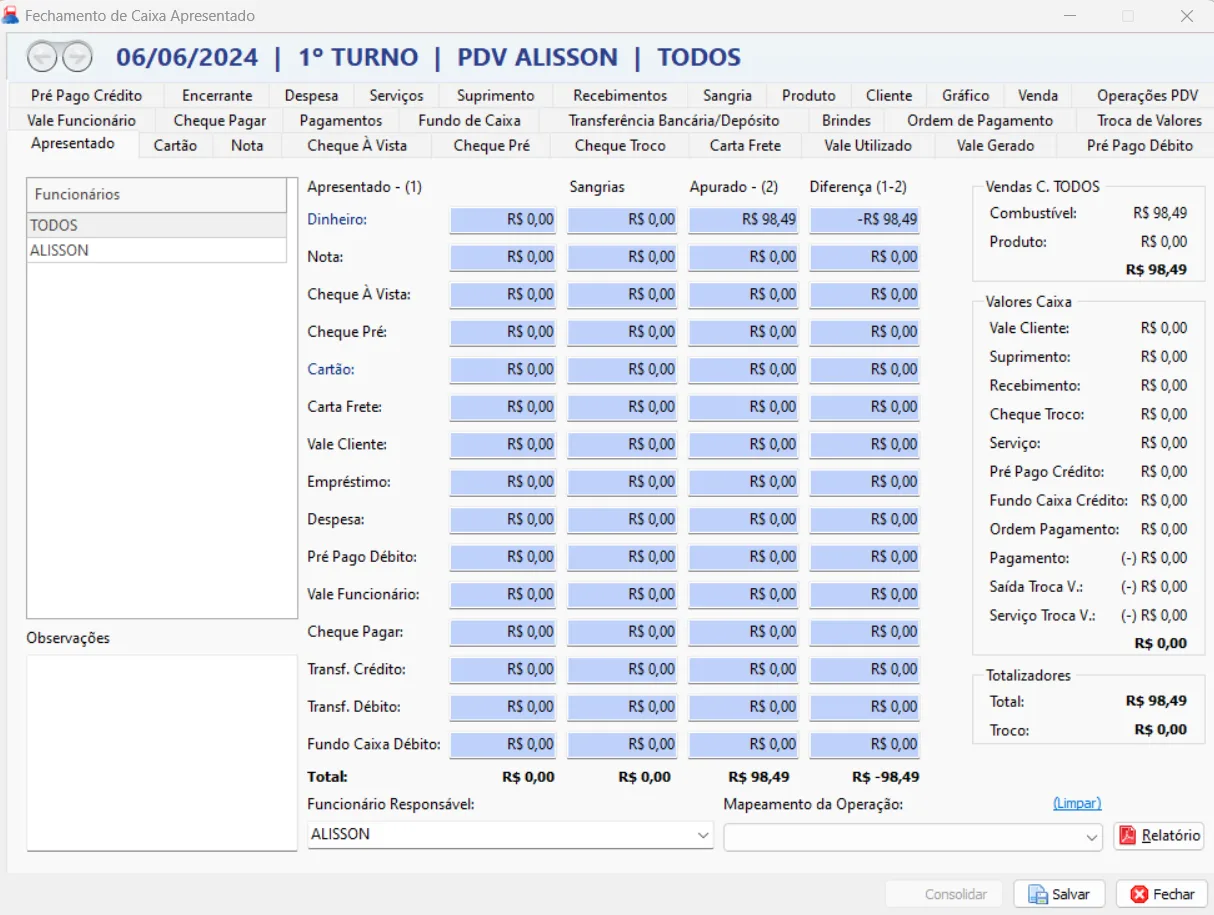 Fechamento de Caixa Apresentado
06/06/2024 | 1º TURNO | PDV ALISSON | TODOS
Pré Pago Crédito Encerrante Despesa Serviços Suprimento Recebimentos Sangria Produto Cliente Gráfico Venda Operações PDV
Vale Funcionário Cheque Pagar Pagamentos Fundo de Caixa Transferência Bancária/Depósito Brindes Ordem de Pagamento Troca de Valores
Apresentado Cartão Nota Cheque À Vista Cheque Pré Cheque Troco Carta Frete Vale Utilizado Vale Gerado Pré Pago Débito
Funcionários
TODOS
ALISSON
Observações
Apresentado - (1) Sangrias Apurado - (2) Diferença (1-2)
Dinheiro: R$ 0,00 R$ 0,00 R$ 98,49 -R$ 98,49
Nota: R$ 0,00 R$ 0,00 R$ 0,00 R$ 0,00
Cheque À Vista: R$ 0,00 R$ 0,00 R$ 0,00 R$ 0,00
Cheque Pré: R$ 0,00 R$ 0,00 R$ 0,00 R$ 0,00
Cartão: R$ 0,00 R$ 0,00 R$ 0,00 R$ 0,00
Carta Frete: R$ 0,00 R$ 0,00 R$ 0,00 R$ 0,00
Vale Cliente: R$ 0,00 R$ 0,00 R$ 0,00 R$ 0,00
Empréstimo: R$ 0,00 R$ 0,00 R$ 0,00 R$ 0,00
Despesa: R$ 0,00 R$ 0,00 R$ 0,00 R$ 0,00
Pré Pago Débito: R$ 0,00 R$ 0,00 R$ 0,00 R$ 0,00
Vale Funcionário: R$ 0,00 R$ 0,00 R$ 0,00 R$ 0,00
Cheque Pagar: R$ 0,00 R$ 0,00 R$ 0,00 R$ 0,00
Transf. Crédito: R$ 0,00 R$ 0,00 R$ 0,00 R$ 0,00
Transf. Débito: R$ 0,00 R$ 0,00 R$ 0,00 R$ 0,00
Fundo Caixa Débito: R$ 0,00 R$ 0,00 R$ 0,00 R$ 0,00
Total: R$ 0,00 R$ 0,00 R$ 98,49 R$ -98,49
Funcionário Responsável: Mapeamento da Operação: (Limpar)
ALISSON Relatório
Vendas C. TODOS
Combustível: R$ 98,49
Produto: R$ 0,00
R$ 98,49
Valores Caixa
Vale Cliente: R$ 0,00
Suprimento: R$ 0,00
Recebimento: R$ 0,00
Cheque Troco: R$ 0,00
Serviço: R$ 0,00
Pré Pago Crédito: R$ 0,00
Fundo Caixa Crédito: R$ 0,00
Ordem Pagamento: R$ 0,00
Pagamento: (-) R$ 0,00
Saída Troca V.: (-) R$ 0,00
Serviço Troca V.: (-) R$ 0,00
R$ 0,00
Totalizadores
Total: R$ 98,49
Troco: R$ 0,00
Consolidar Salvar Fechar